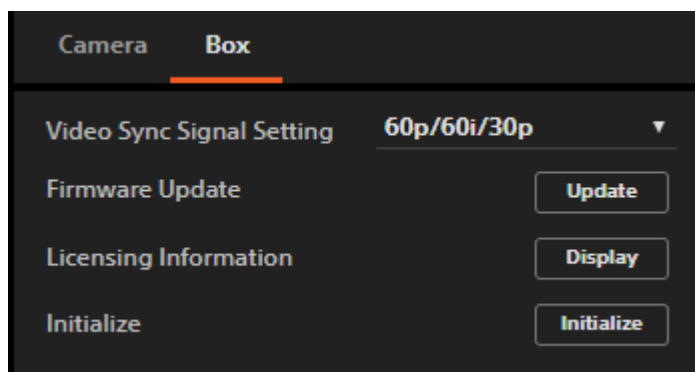 Camera Box
Video Sync Signal Setting 60p/60i/30p
Firmware Update Update
Licensing Information Display
Initialize Initialize